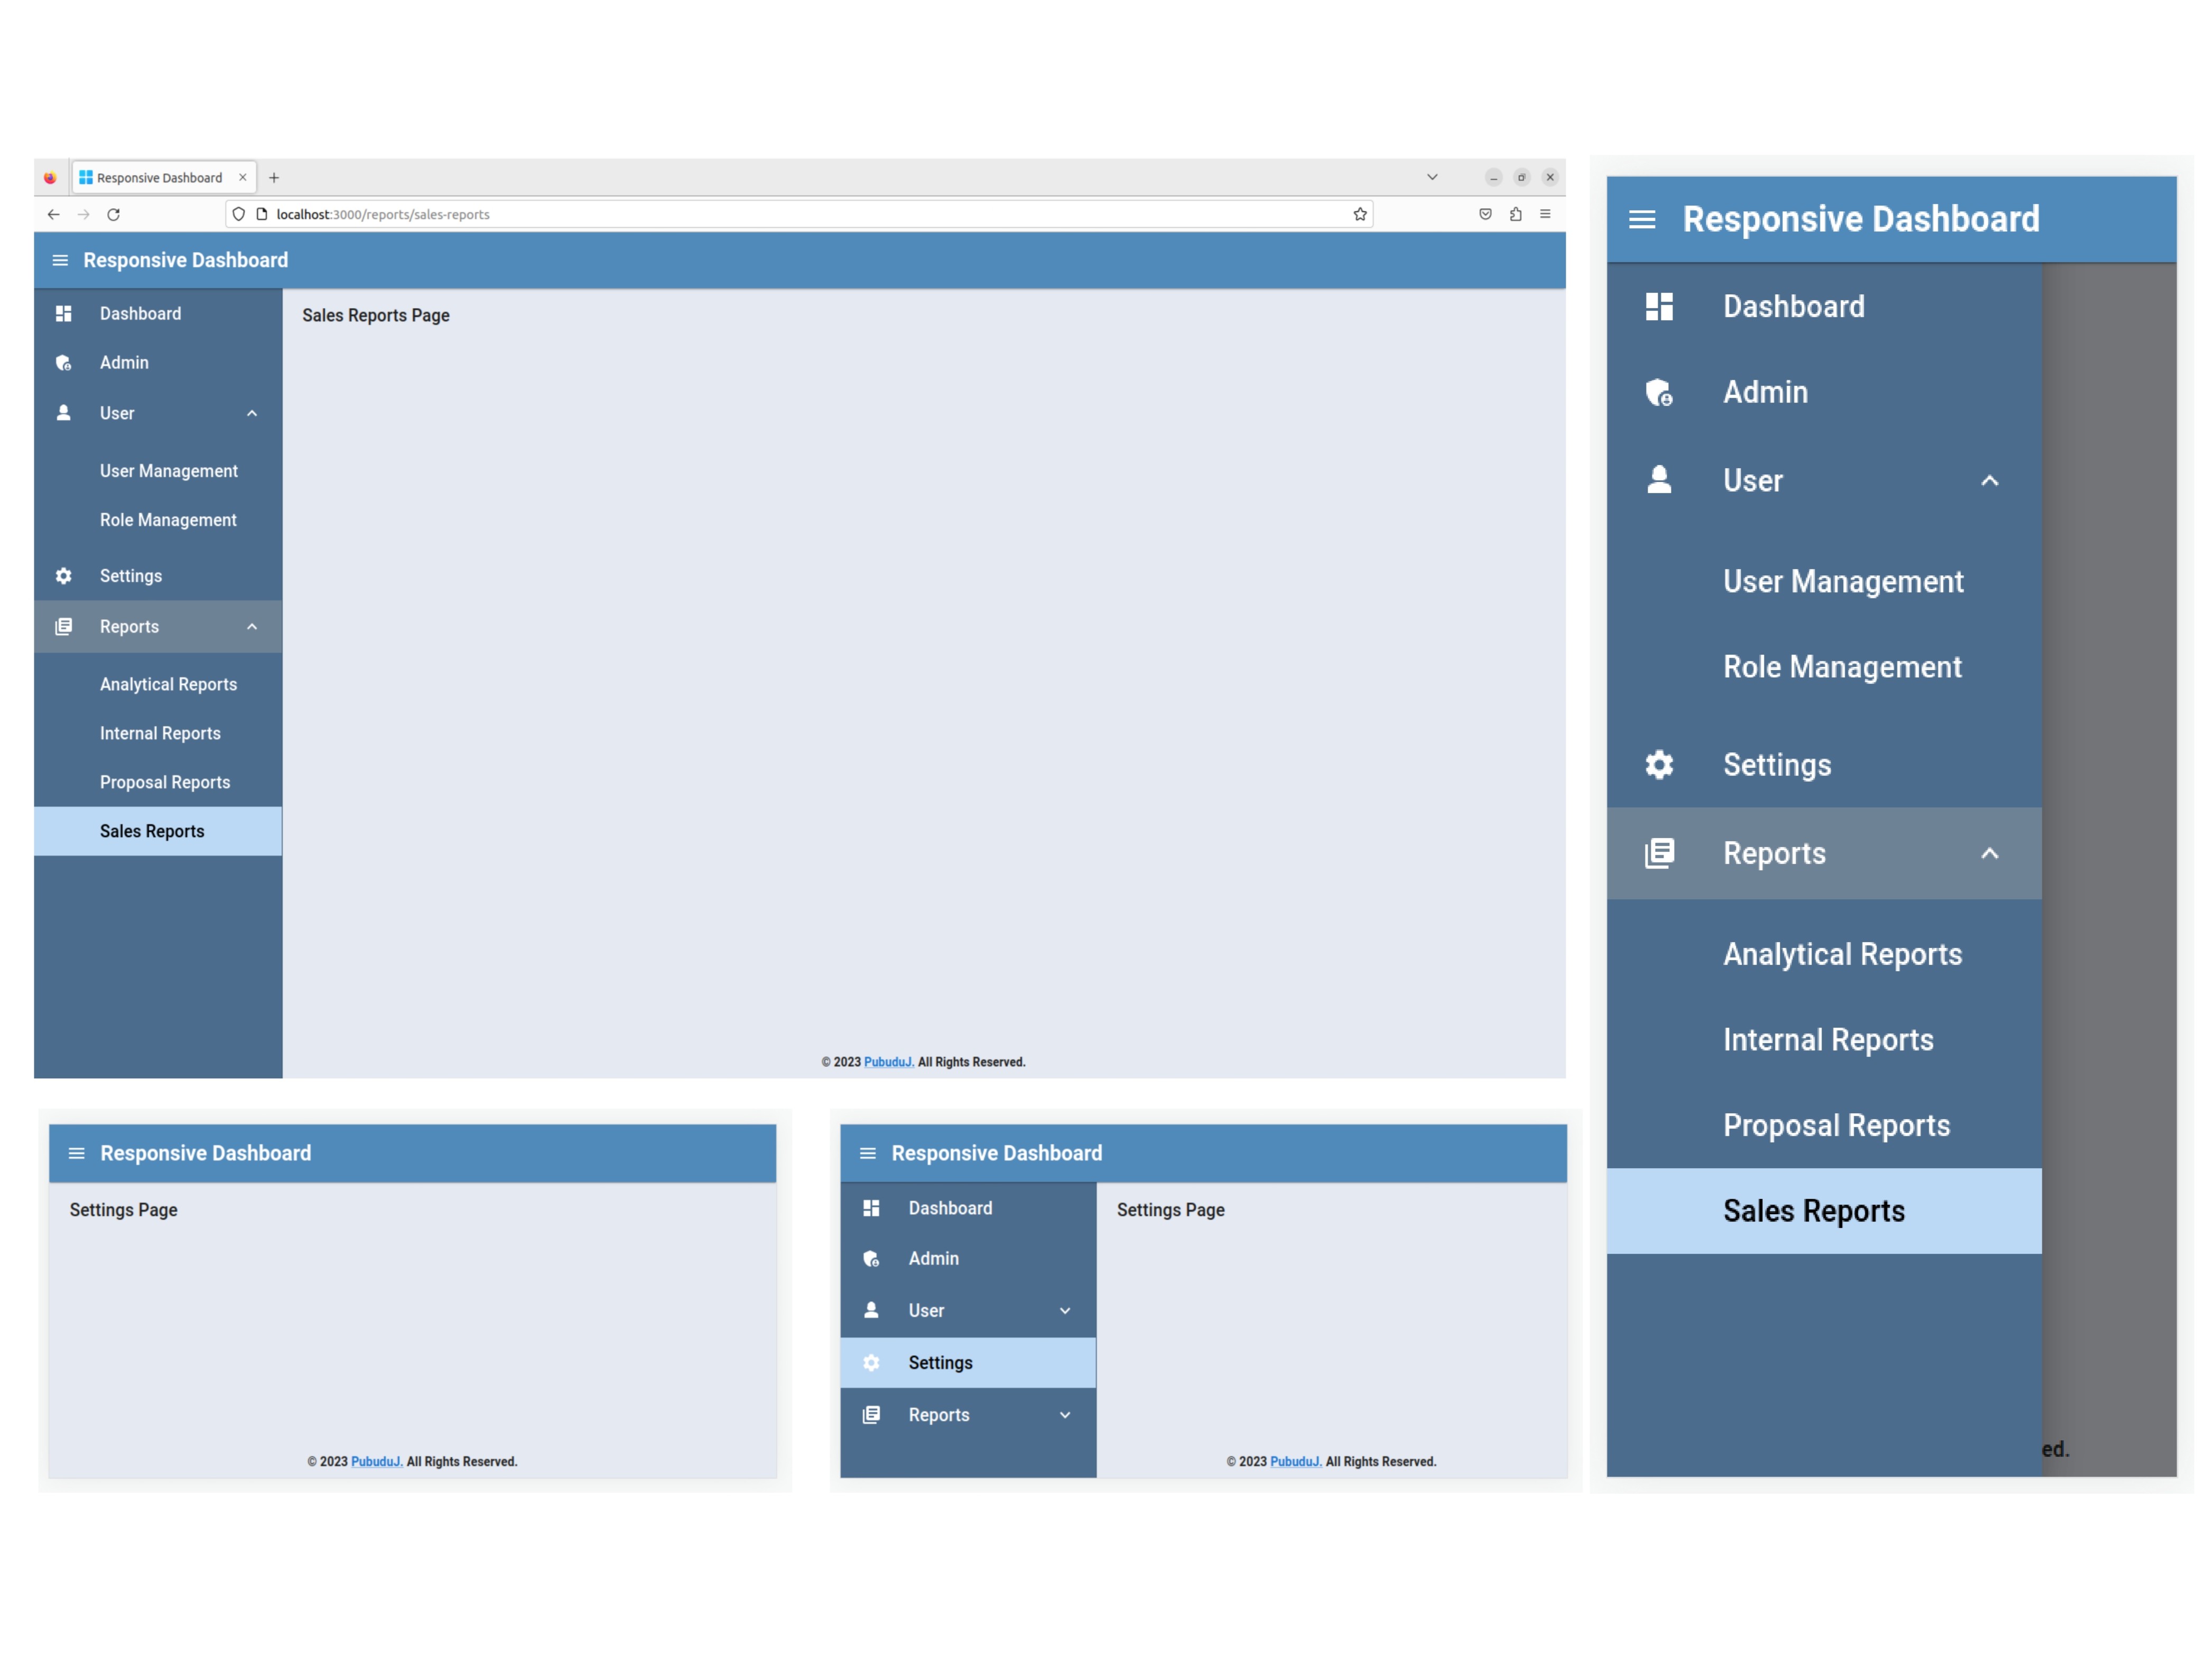 Responsive Dashboard
localhost:3000/reports/sales-reports
Responsive Dashboard
Dashboard
Admin
User
User Management
Role Management
Settings
Reports
Analytical Reports
Internal Reports
Proposal Reports
Sales Reports
Sales Reports Page
© 2023 PubuduJ. All Rights Reserved.
Responsive Dashboard
Settings Page
© 2023 PubuduJ. All Rights Reserved.
Responsive Dashboard
Dashboard
Admin
User
Settings
Reports
Settings Page
© 2023 PubuduJ. All Rights Reserved.
Responsive Dashboard
Dashboard
Admin
User
User Management
Role Management
Settings
Reports
Analytical Reports
Internal Reports
Proposal Reports
Sales Reports
ed.